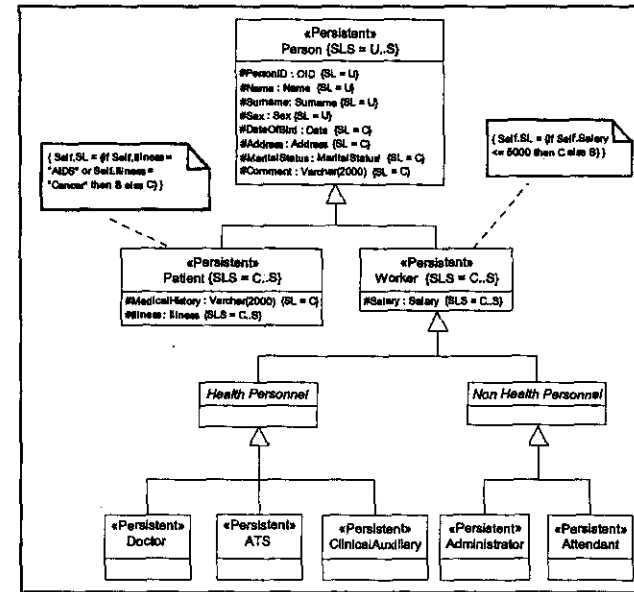 «Persistent»
Person {SLS = U..S}
#PersonID : OID {SL = U}
#Name : Name {SL = U}
#Surname: Surname {SL = U}
#Sex : Sex {SL = U}
#DateOfBird : Date {SL = C}
#Address : Address {SL = C}
#MaritalStatus : MaritalStatus {SL = C}
#Comment : Varchar(2000) {SL = C}
{ Self.SL = (if Self.Illness =
"AIDS" or Self.Illness =
"Cancer" then S else C) }
{ Self.SL = (if Self.Salary
<= 5000 then C else S) }
«Persistent»
Patient {SLS = C..S}
#MedicalHistory : Varchar(2000) {SL = C}
#Illness : Illness {SLS = C..S}
«Persistent»
Worker {SLS = C..S}
#Salary : Salary {SLS = C..S}
Health Personnel
Non Health Personnel
«Persistent»
Doctor
«Persistent»
ATS
«Persistent»
ClinicalAuxiliary
«Persistent»
Administrator
«Persistent»
Attendant